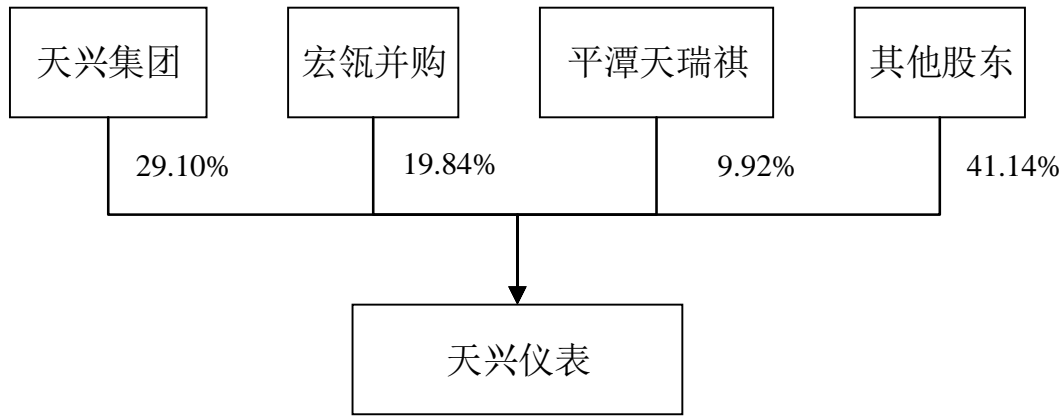 天兴集团
宏瓴并购
平潭天瑞祺
其他股东
29.10%
19.84%
9.92%
41.14%
天兴仪表